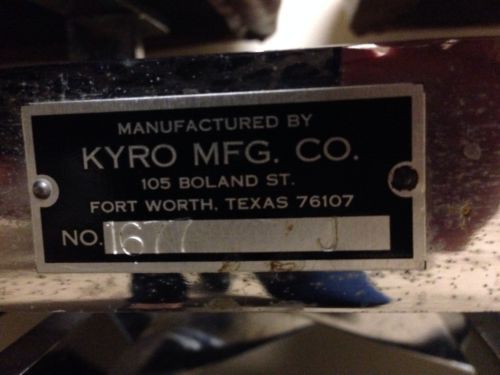 MANUFACTURED BY
KYRO MFG. CO.
105 BOLAND ST.
FORT WORTH, TEXAS 76107
NO. 167 J